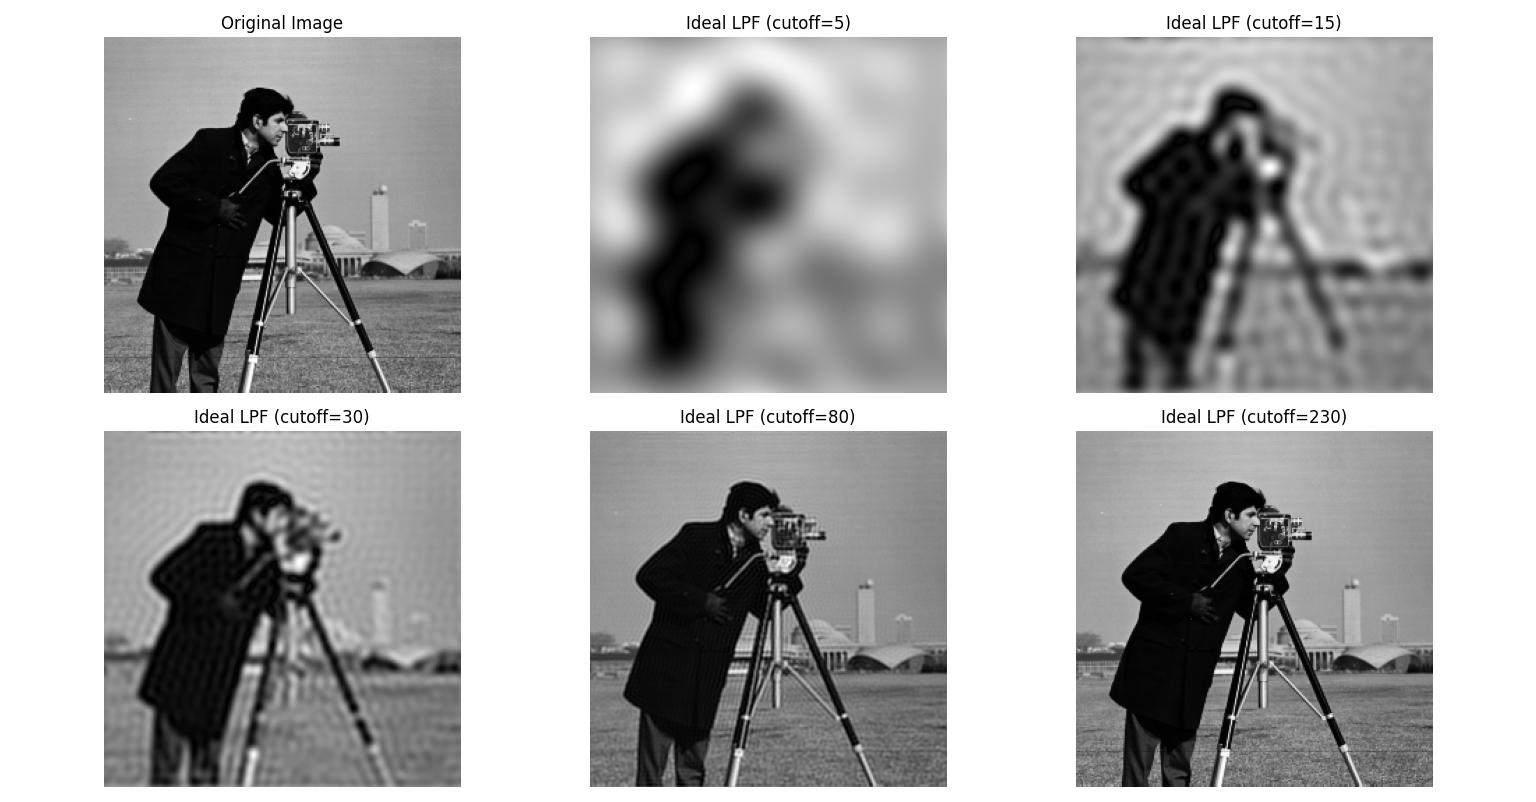 Original Image
Ideal LPF (cutoff=5)
Ideal LPF (cutoff=15)
Ideal LPF (cutoff=30)
Ideal LPF (cutoff=80)
Ideal LPF (cutoff=230)